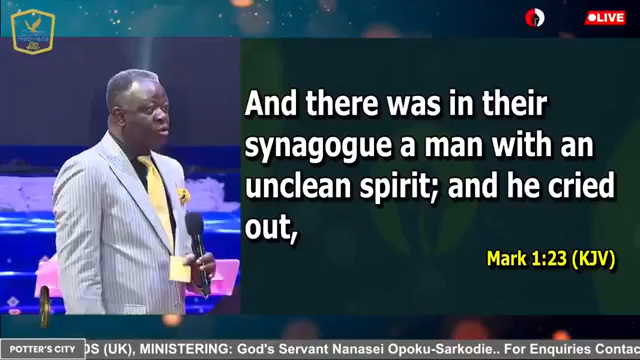 LIVE
And there was in their
synagogue a man with an
unclean spirit; and he cried
out,
Mark 1:23 (KJV)
POTTER'S CITY
DS (UK), MINISTERING: God's Servant Nanasei Opoku-Sarkodie.. For Enquiries Contac